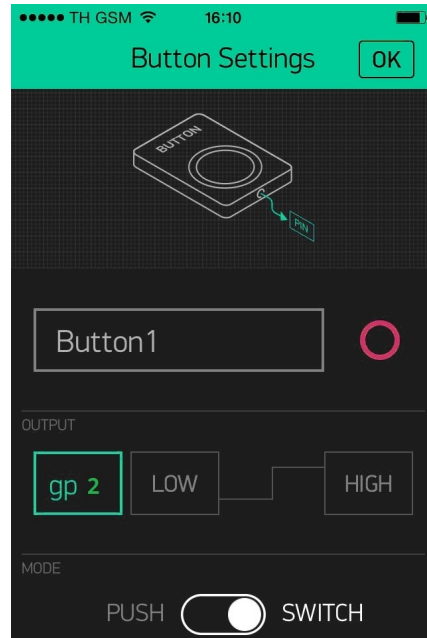 TH GSM 16:10
Button Settings OK
BUTTON
PIN
Button1
OUTPUT
gp 2 LOW HIGH
MODE
PUSH SWITCH